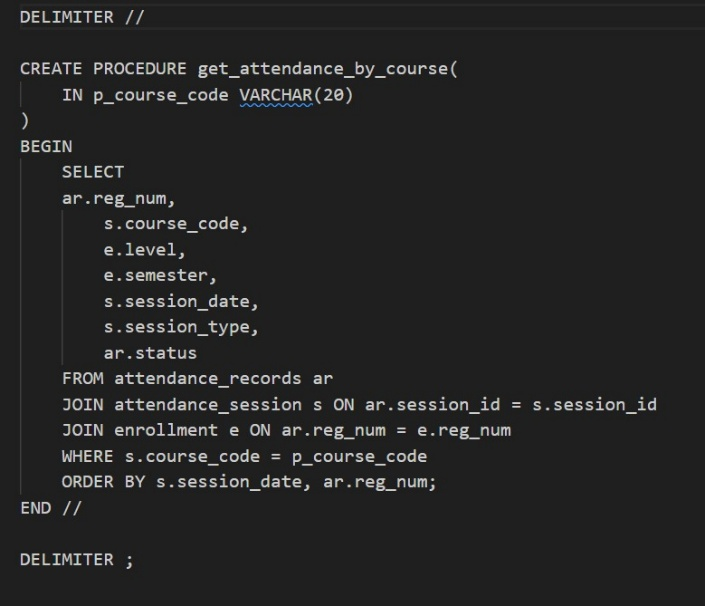 DELIMITER //
CREATE PROCEDURE get_attendance_by_course(
IN p_course_code VARCHAR(20)
)
BEGIN
SELECT
ar.reg_num,
s.course_code,
e.level,
e.semester,
s.session_date,
s.session_type,
ar.status
FROM attendance_records ar
JOIN attendance_session s ON ar.session_id = s.session_id
JOIN enrollment e ON ar.reg_num = e.reg_num
WHERE s.course_code = p_course_code
ORDER BY s.session_date, ar.reg_num;
END //
DELIMITER ;